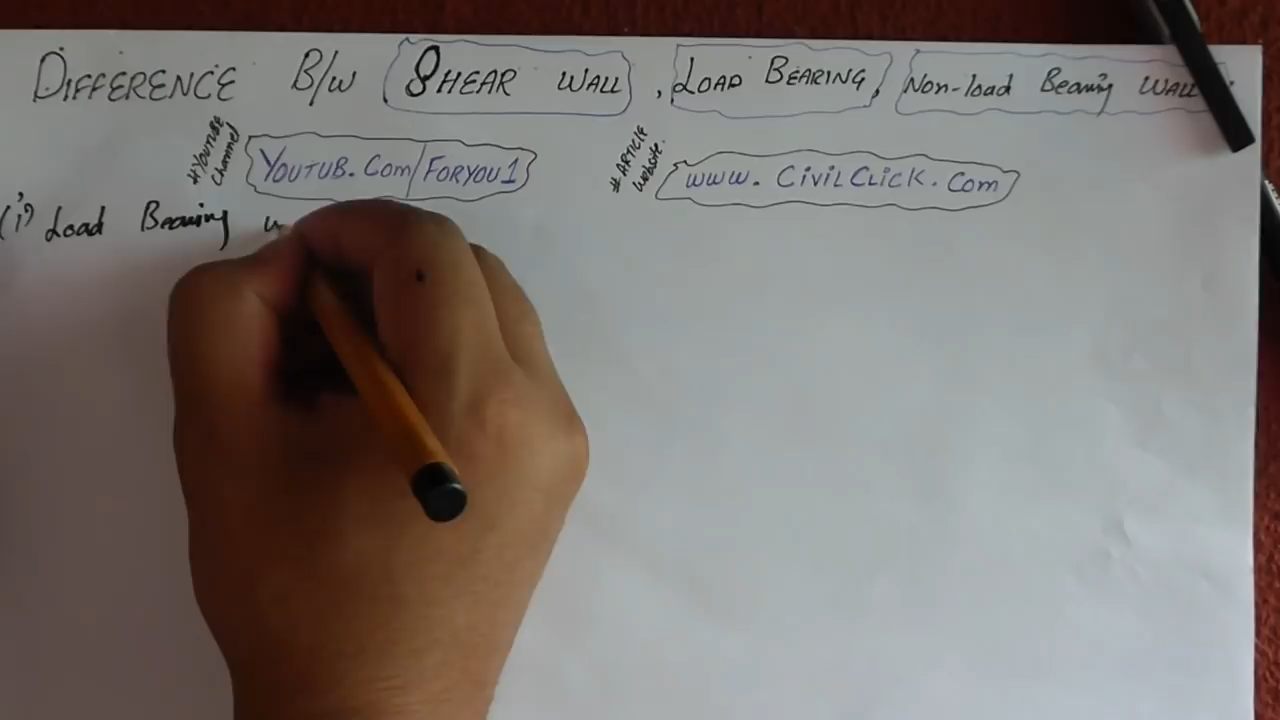 DIFFERENCE B/W SHEAR WALL, LOAD BEARING, Non-load Bearing WALL
#YOUTUBE Channel YOUTUB.Com/FORYOU1 #ARTICLE Website. www.CiviLCLiCK.Com
(i) Load Bearing w